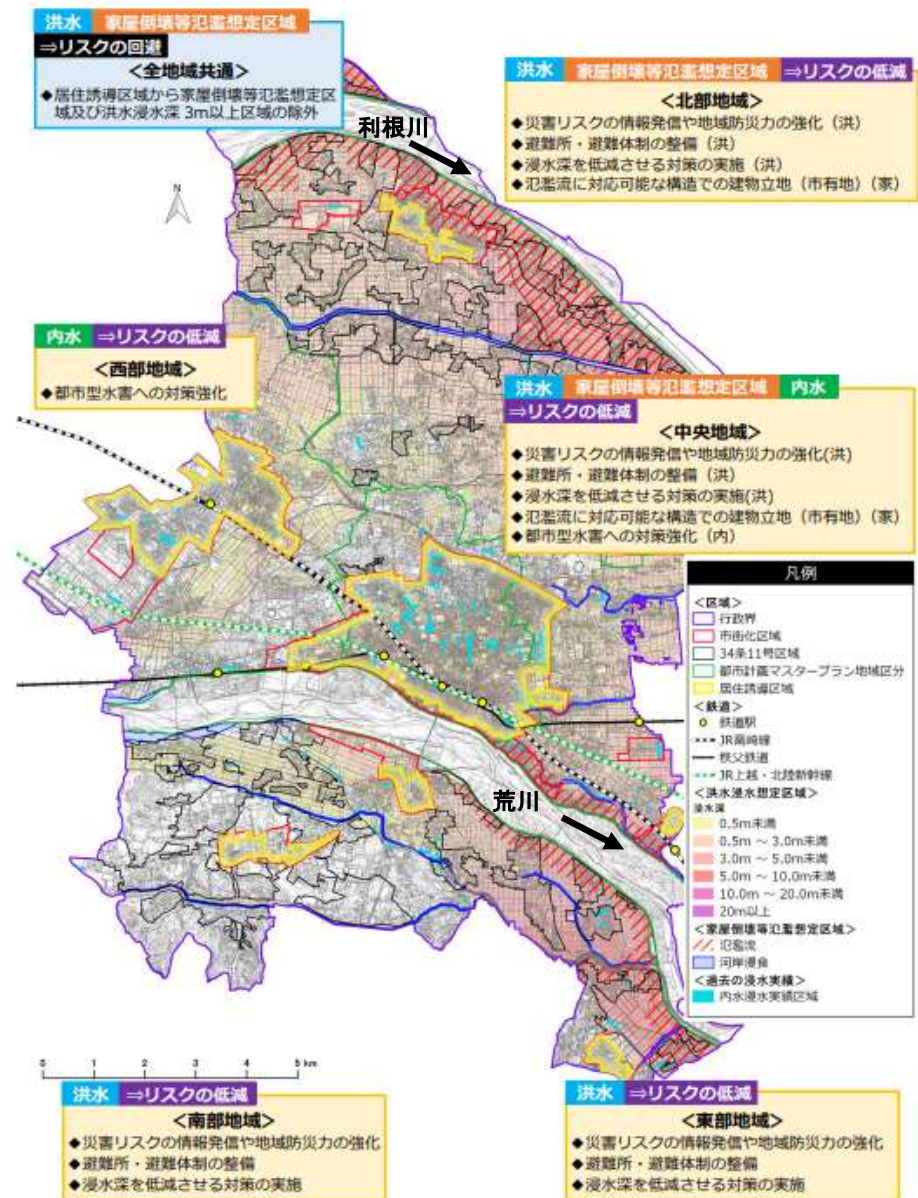 洪水 家屋倒壊等氾濫想定区域
⇒リスクの回避
＜全地域共通＞
◆居住誘導区域から家屋倒壊等氾濫想定区
域及び洪水浸水深 3m以上区域の除外
洪水 家屋倒壊等氾濫想定区域 ⇒リスクの低減
＜北部地域＞
◆災害リスクの情報発信や地域防災力の強化（洪）
◆避難所・避難体制の整備（洪）
◆浸水深を低減させる対策の実施（洪）
◆氾濫流に対応可能な構造での建物立地（市有地）（家）
利根川
N
内水 ⇒リスクの低減
＜西部地域＞
◆都市型水害への対策強化
洪水 家屋倒壊等氾濫想定区域 内水
⇒リスクの低減
＜中央地域＞
◆災害リスクの情報発信や地域防災力の強化(洪)
◆避難所・避難体制の整備（洪）
◆浸水深を低減させる対策の実施(洪)
◆氾濫流に対応可能な構造での建物立地（市有地）（家）
◆都市型水害への対策強化（内）
凡例
＜区域＞
行政界
市街化区域
34条11号区域
都市計画マスタープラン地域区分
居住誘導区域
＜鉄道＞
鉄道駅
JR高崎線
秩父鉄道
JR上越・北陸新幹線
＜洪水浸水想定区域＞
浸水深
0.5m未満
0.5m ～ 3.0m未満
3.0m ～ 5.0m未満
5.0m ～ 10.0m未満
10.0m ～ 20.0m未満
20m以上
＜家屋倒壊等氾濫想定区域＞
氾濫流
河岸侵食
＜過去の浸水実績＞
内水浸水実績区域
荒川
0 1 2 3 4 5 km
洪水 ⇒リスクの低減
＜南部地域＞
◆災害リスクの情報発信や地域防災力の強化
◆避難所・避難体制の整備
◆浸水深を低減させる対策の実施
洪水 ⇒リスクの低減
＜東部地域＞
◆災害リスクの情報発信や地域防災力の強化
◆避難所・避難体制の整備
◆浸水深を低減させる対策の実施